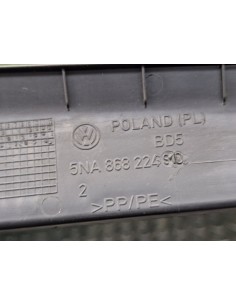 POLAND (PL)
BD5
5NA 868 224
2
>PP/PE<